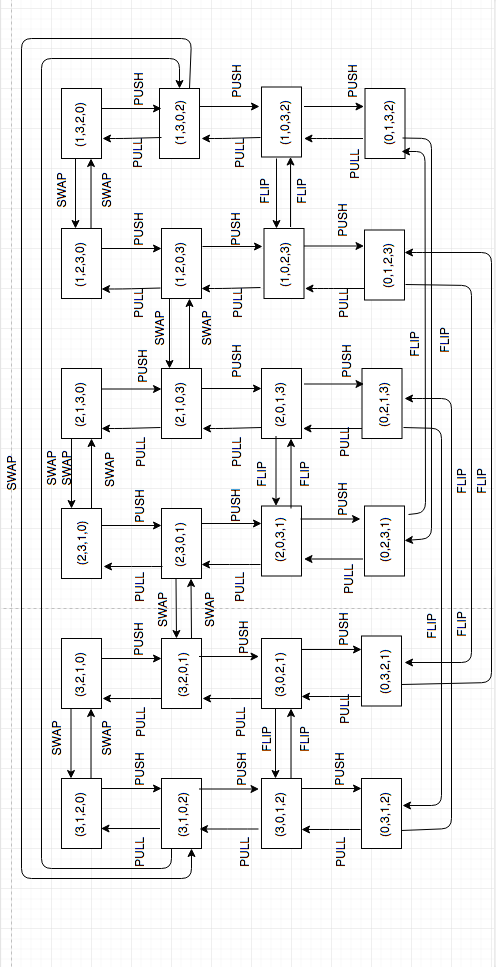 PUSH PUSH PUSH
(1,3,2,0) (1,3,0,2) (1,0,3,2) (0,1,3,2)
PULL PULL PULL
SWAP SWAP FLIP FLIP
PUSH PUSH PUSH
(1,2,3,0) (1,2,0,3) (1,0,2,3) (0,1,2,3)
PULL PULL PULL
SWAP SWAP FLIP FLIP
PUSH PUSH PUSH
(2,1,3,0) (2,1,0,3) (2,0,1,3) (0,2,1,3)
PULL PULL PULL
SWAP SWAP SWAP SWAP FLIP FLIP FLIP FLIP
PUSH PUSH PUSH
(2,3,1,0) (2,3,0,1) (2,0,3,1) (0,2,3,1)
PULL PULL PULL
SWAP SWAP FLIP FLIP
PUSH PUSH PUSH
(3,2,1,0) (3,2,0,1) (3,0,2,1) (0,3,2,1)
PULL PULL PULL
SWAP SWAP FLIP FLIP
PUSH PUSH PUSH
(3,1,2,0) (3,1,0,2) (3,0,1,2) (0,3,1,2)
PULL PULL PULL